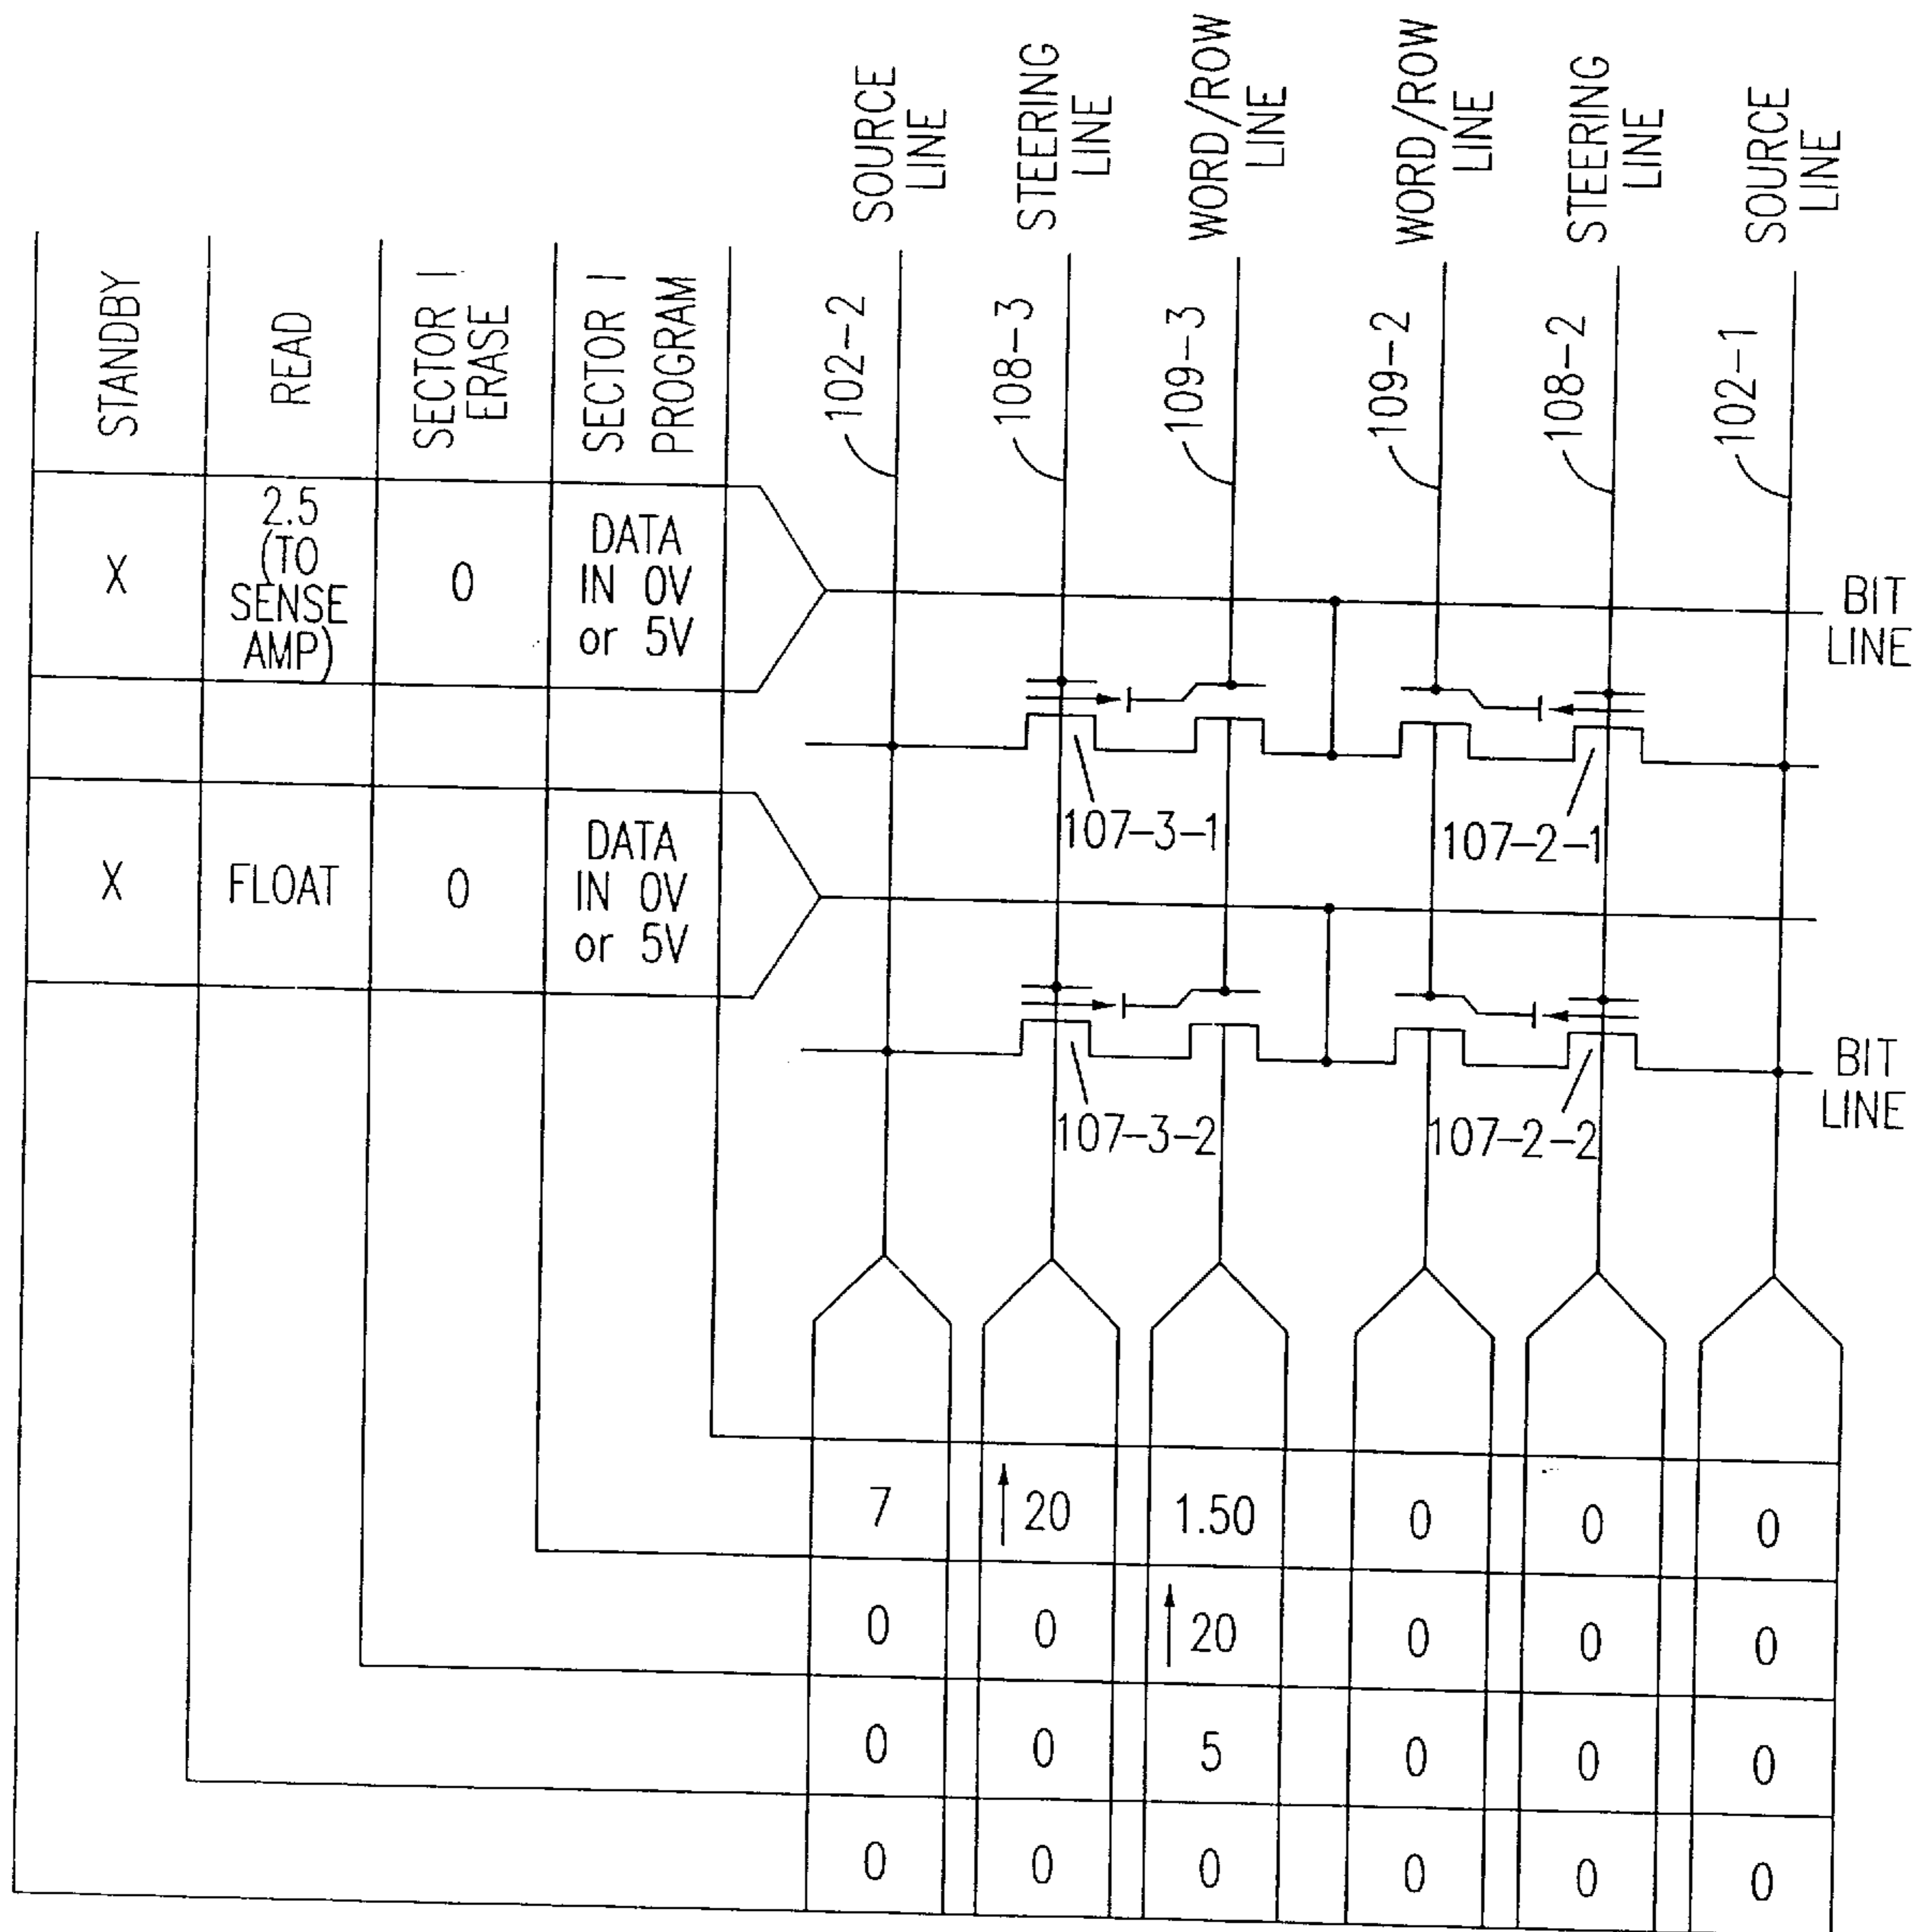 SOURCE
LINE
STEERING
LINE
WORD/ROW
LINE
WORD/ROW
LINE
STEERING
LINE
SOURCE
LINE
STANDBY
READ
SECTOR 1
ERASE
SECTOR 1
PROGRAM
102-2
108-3
109-3
109-2
108-2
102-1
X
2.5
(TO
SENSE
AMP)
0
DATA
IN 0V
or 5V
BIT
LINE
107-3-1
107-2-1
X
FLOAT
0
DATA
IN 0V
or 5V
BIT
LINE
107-3-2
107-2-2
7 20 1.50 0 0 0
0 0 20 0 0 0
0 0 5 0 0 0
0 0 0 0 0 0